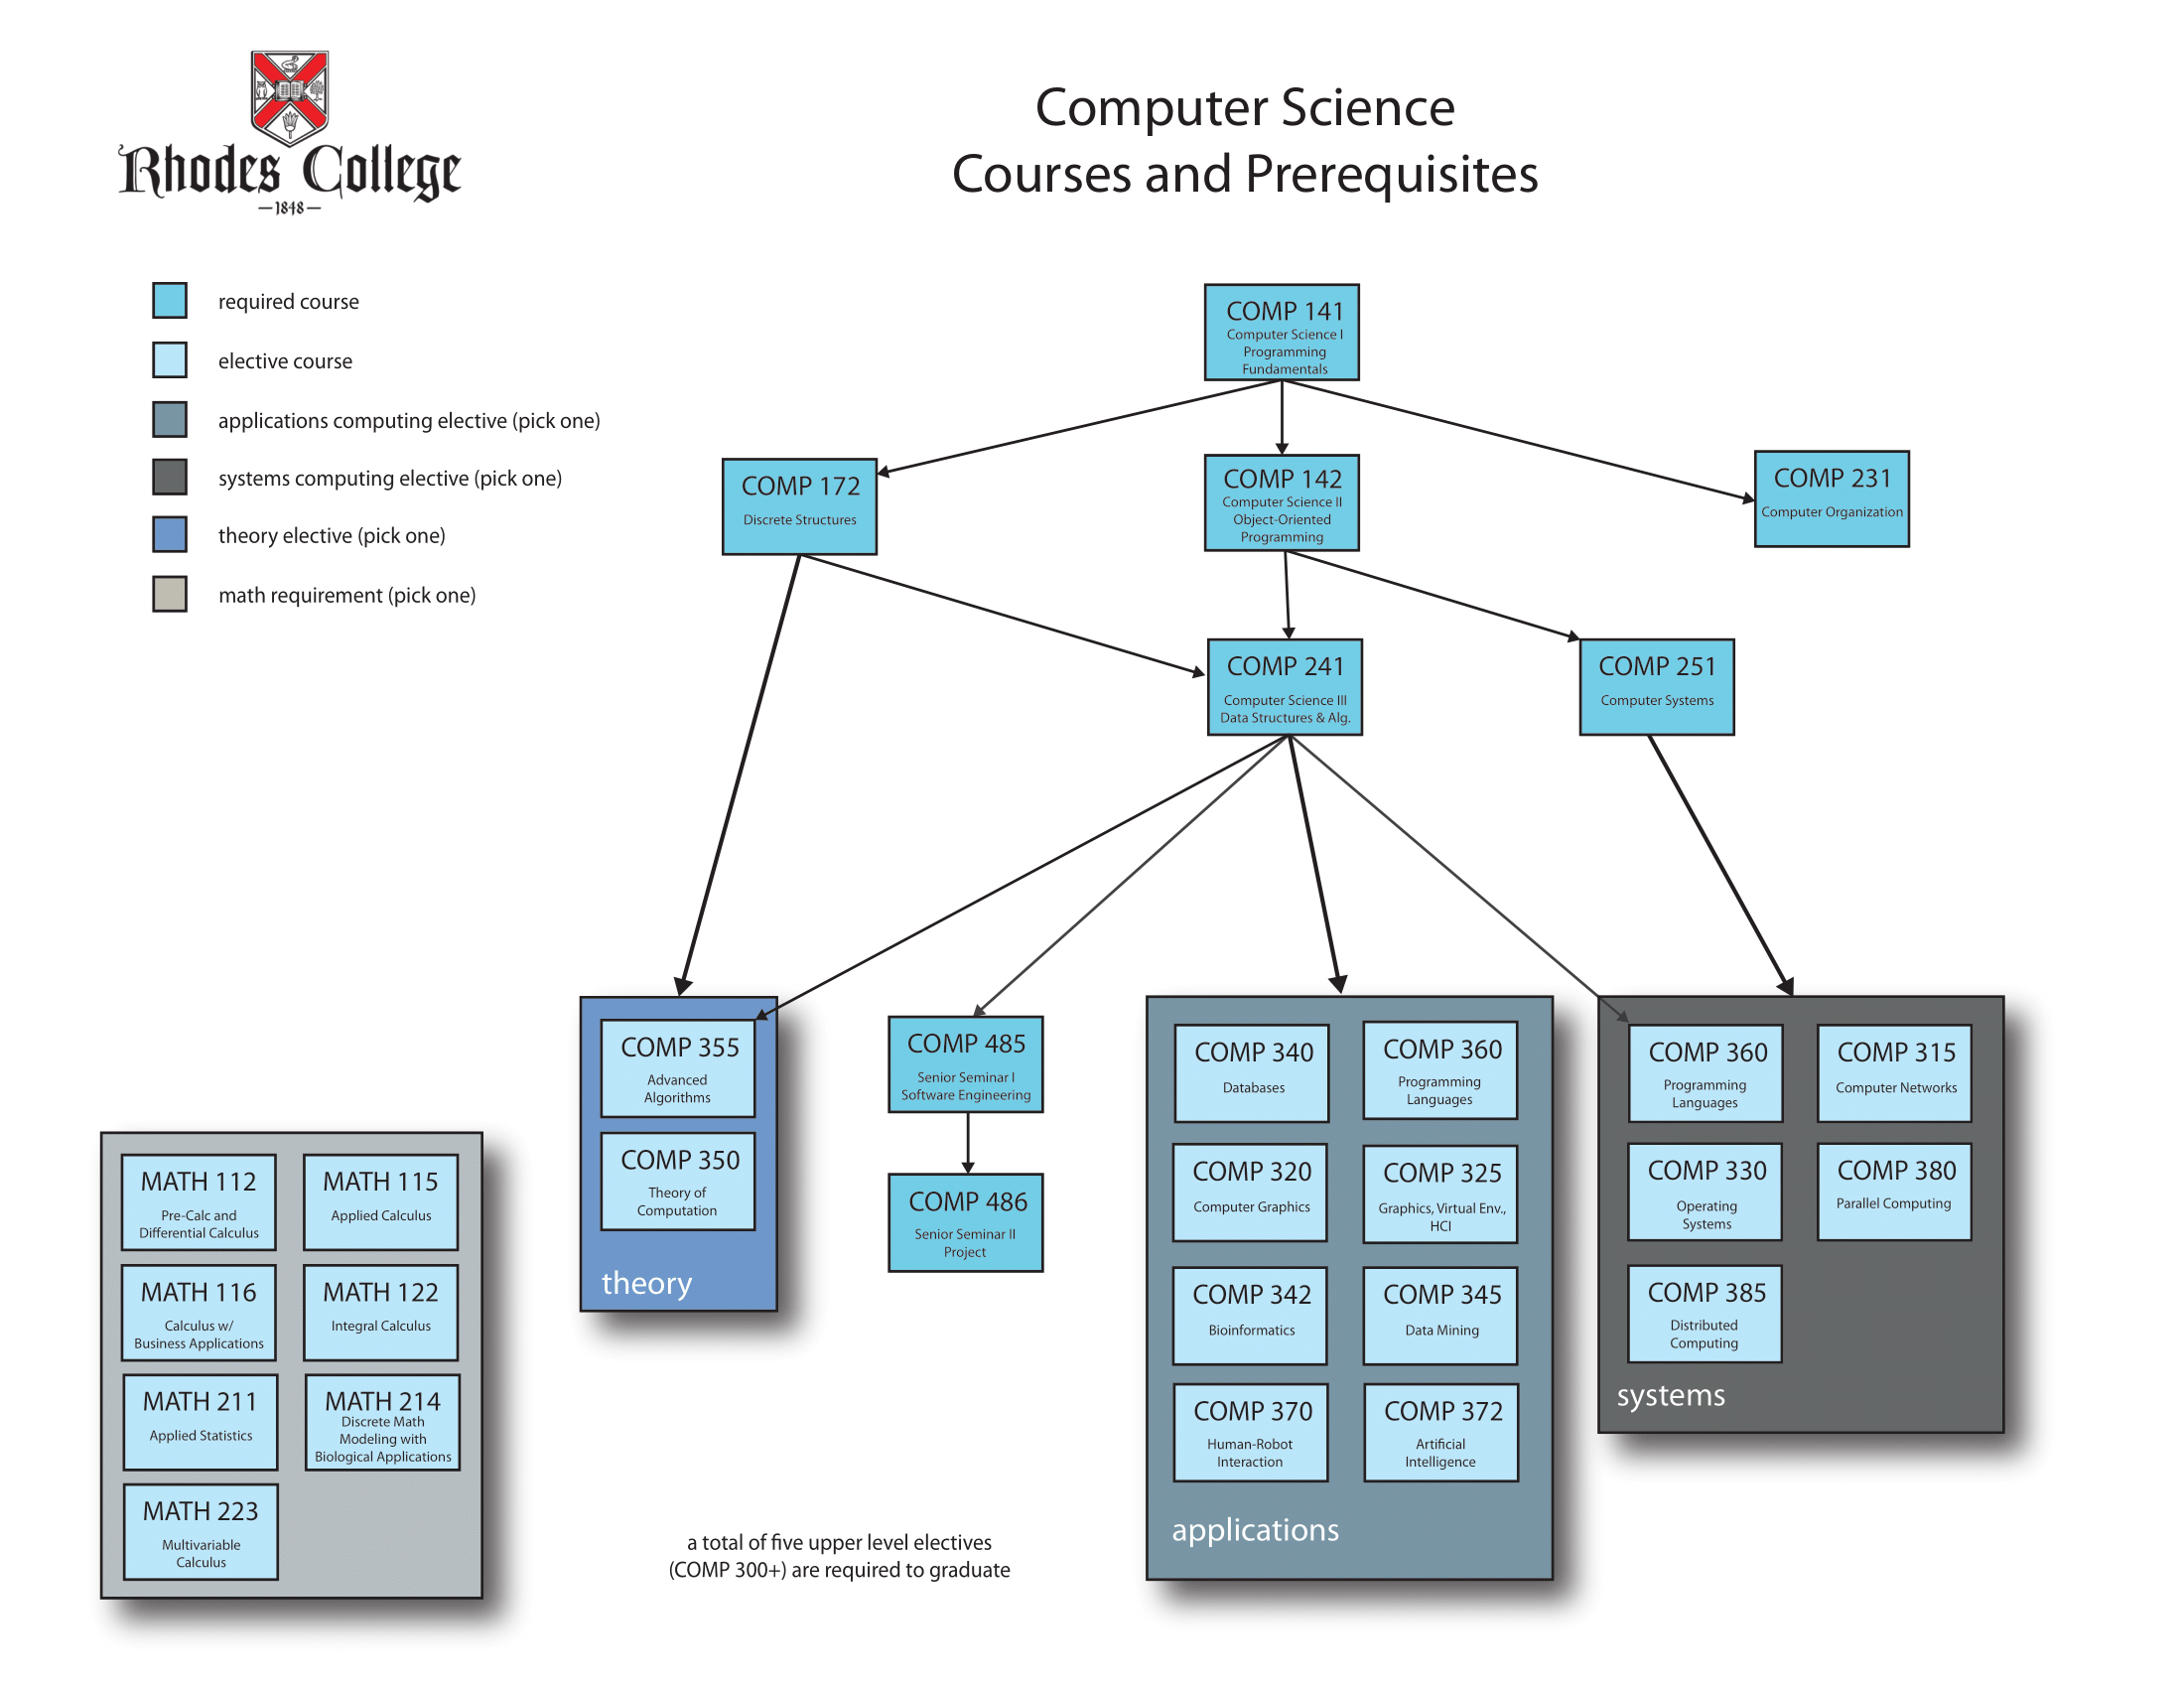 Rhodes College
—1848—
Computer Science
Courses and Prerequisites
required course
elective course
applications computing elective (pick one)
systems computing elective (pick one)
theory elective (pick one)
math requirement (pick one)
COMP 141
Computer Science I
Programming
Fundamentals
COMP 172
Discrete Structures
COMP 142
Computer Science II
Object-Oriented
Programming
COMP 231
Computer Organization
COMP 241
Computer Science III
Data Structures & Alg.
COMP 251
Computer Systems
MATH 112
Pre-Calc and
Differential Calculus
MATH 115
Applied Calculus
MATH 116
Calculus w/
Business Applications
MATH 122
Integral Calculus
MATH 211
Applied Statistics
MATH 214
Discrete Math
Modeling with
Biological Applications
MATH 223
Multivariable
Calculus
COMP 355
Advanced
Algorithms
COMP 350
Theory of
Computation
theory
COMP 485
Senior Seminar I
Software Engineering
COMP 486
Senior Seminar II
Project
COMP 340
Databases
COMP 360
Programming
Languages
COMP 320
Computer Graphics
COMP 325
Graphics, Virtual Env.,
HCI
COMP 342
Bioinformatics
COMP 345
Data Mining
COMP 370
Human-Robot
Interaction
COMP 372
Artificial
Intelligence
applications
COMP 360
Programming
Languages
COMP 315
Computer Networks
COMP 330
Operating
Systems
COMP 380
Parallel Computing
COMP 385
Distributed
Computing
systems
a total of five upper level electives
(COMP 300+) are required to graduate